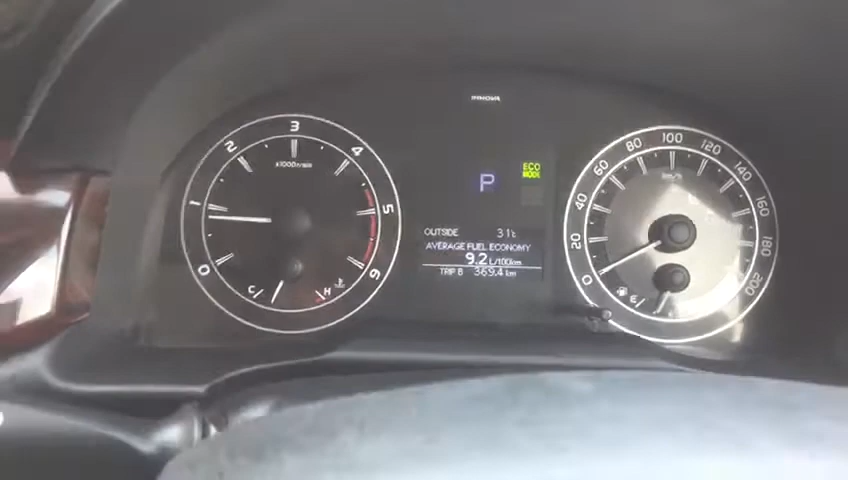 INNOVA
0 1 2 3 4 5 6
x1000r/min
C H
P
ECO
MODE
OUTSIDE 31℃
AVERAGE FUEL ECONOMY
9.2 L/100km
TRIP B 369.4 km
0 20 40 60 80 100 120 140 160 180 200
km/h
E